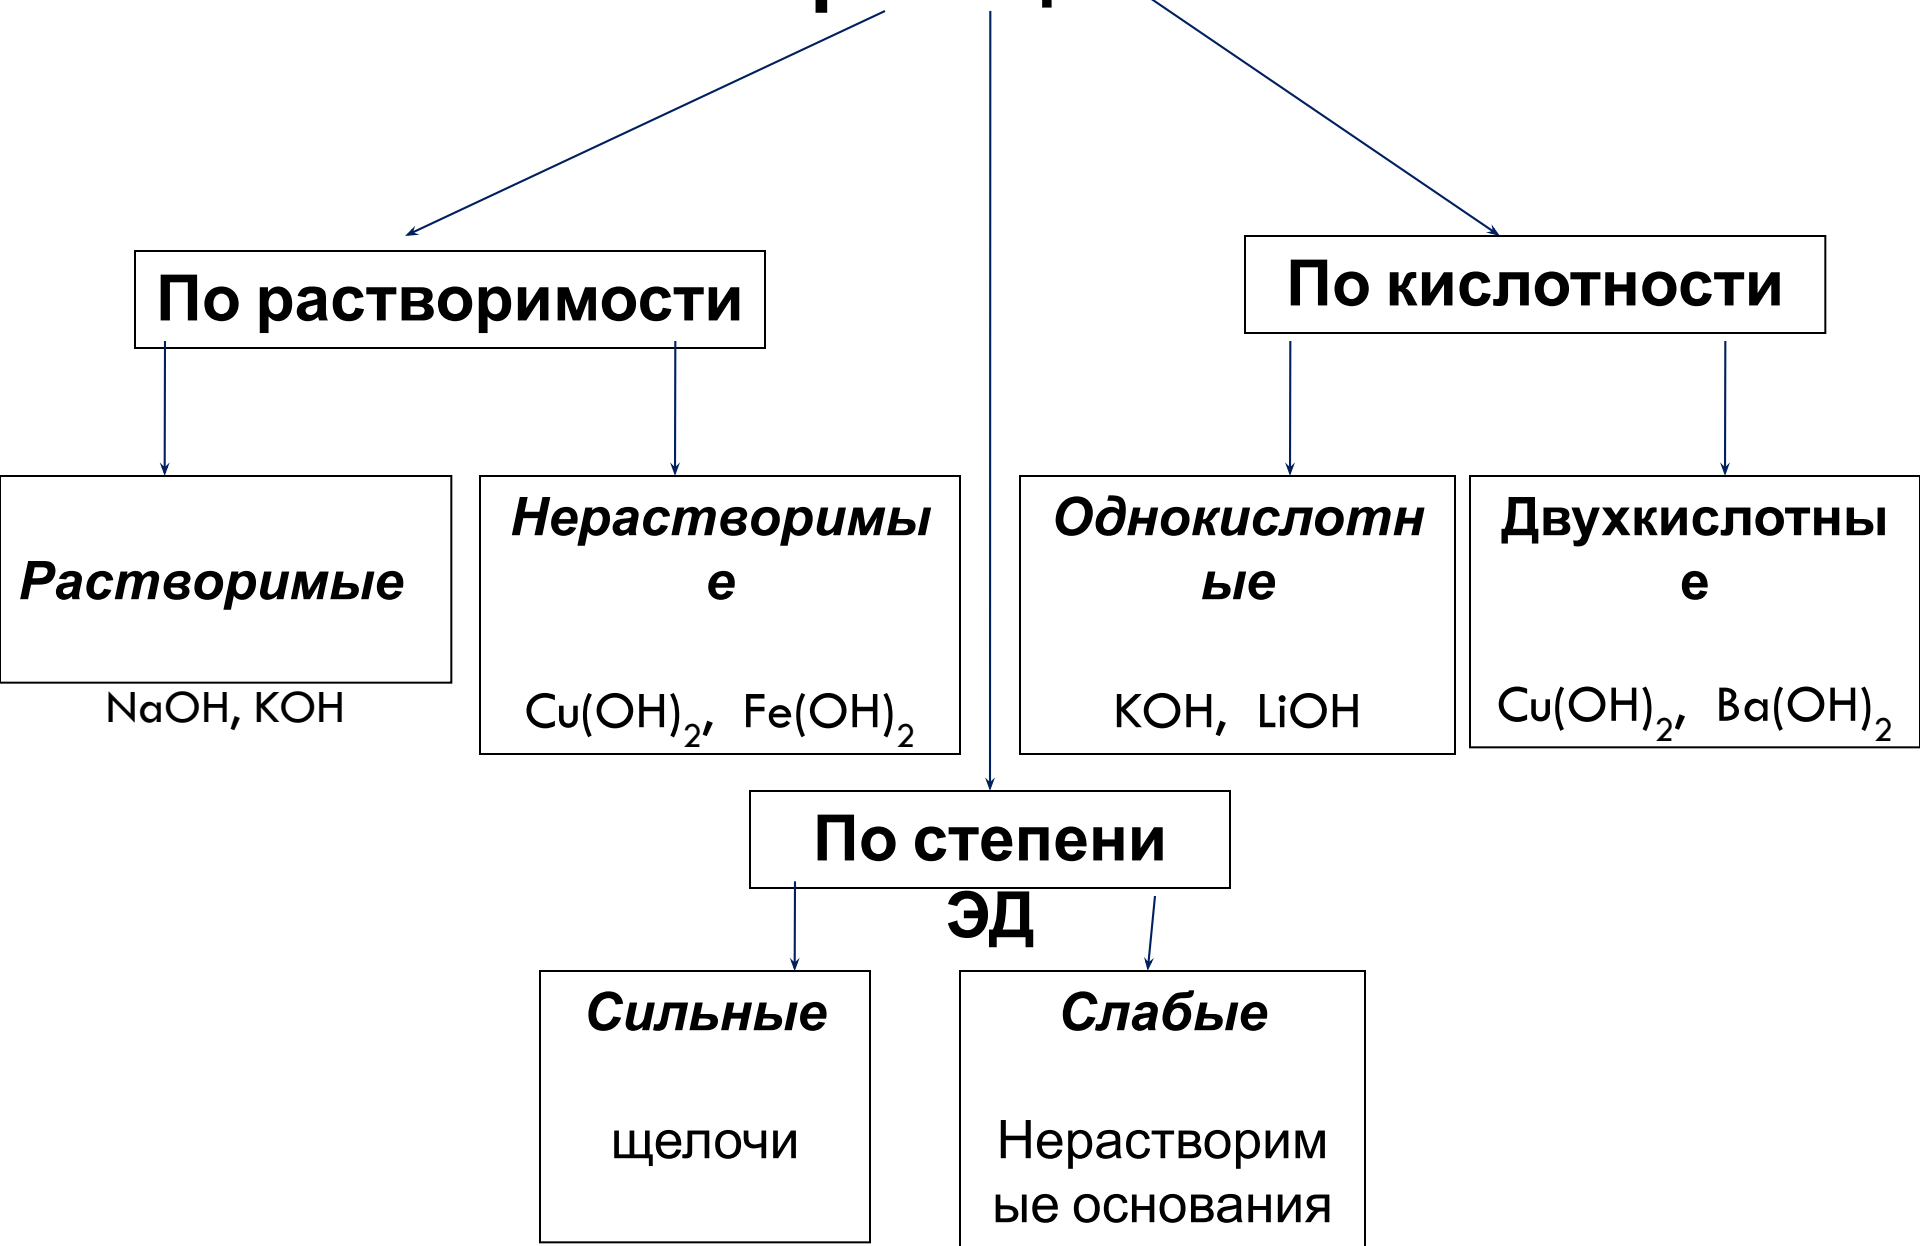 По растворимости
По кислотности
Растворимые
NaOH, KOH
Нерастворимы
е
Cu(OH)₂, Fe(OH)₂
Однокислотн
ые
KOH, LiOH
Двухкислотны
е
Cu(OH)₂, Ba(OH)₂
По степени
ЭД
Сильные
щелочи
Слабые
Нерастворим
ые основания